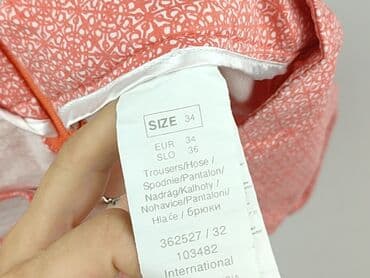 SIZE 34
EUR 34
SLO 36
Trousers/Hose/
Spodnie/Pantalon/
Nadrág/Kalhoty/
Nohavice/Pantaloni/
Hlače/брюки
362527 / 32
103482
International